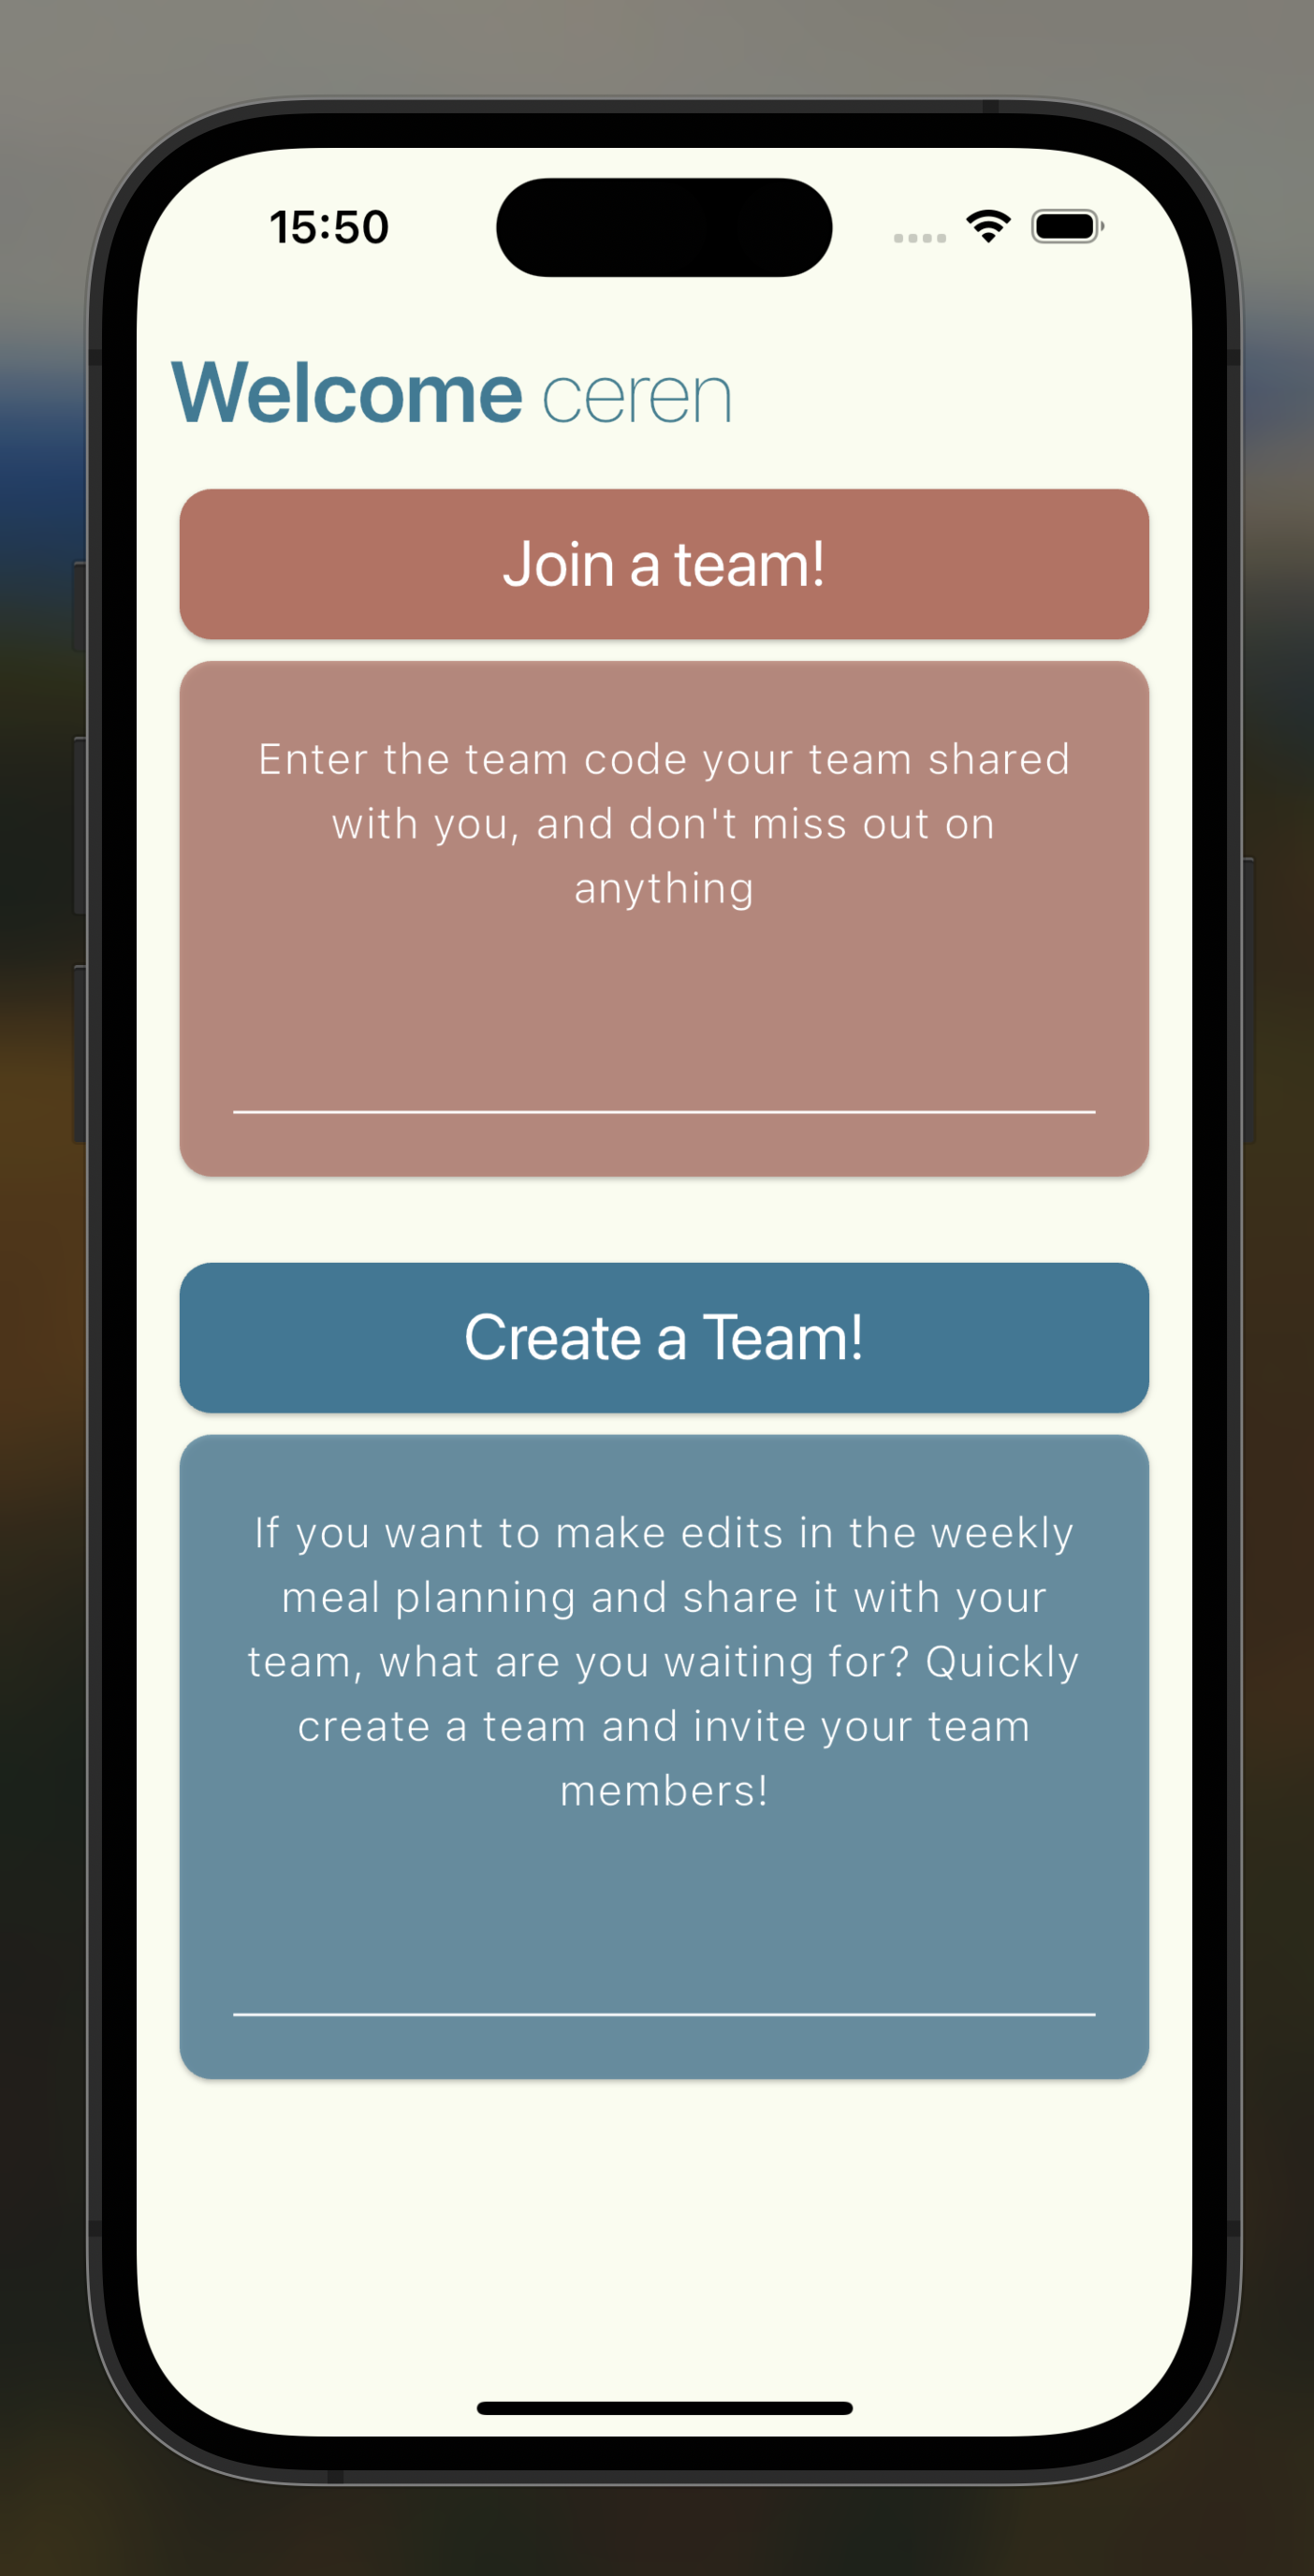 15:50
Welcome ceren
Join a team!
Enter the team code your team shared
with you, and don't miss out on
anything
Create a Team!
If you want to make edits in the weekly
meal planning and share it with your
team, what are you waiting for? Quickly
create a team and invite your team
members!